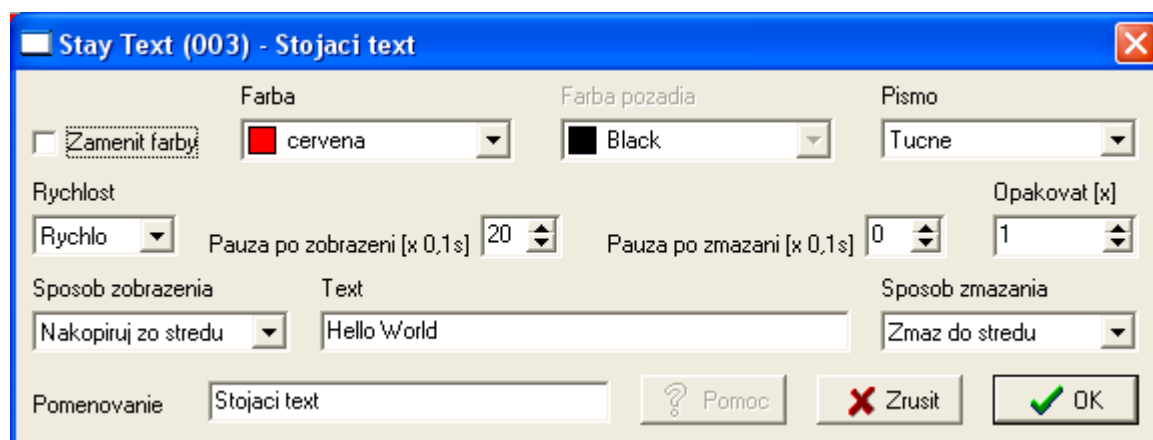 Stay Text (003) - Stojaci text
Farba Farba pozadia Pismo
Zamenit farby cervena Black Tucne
Rychlost Opakovat [x]
Rychlo Pauza po zobrazeni [x 0,1s] 20 Pauza po zmazani [x 0,1s] 0 1
Sposob zobrazenia Text Sposob zmazania
Nakopiruj zo stredu Hello World Zmaz do stredu
Pomenovanie Stojaci text Pomoc Zrusit OK